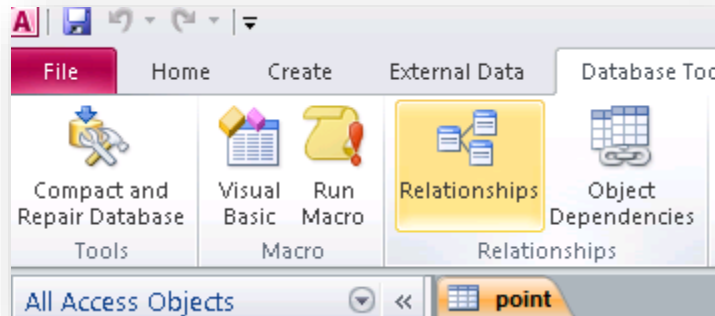 A
File Home Create External Data Database Too
Compact and Repair Database
Visual Basic
Run Macro
Relationships
Object Dependencies
Tools Macro Relationships
All Access Objects « point